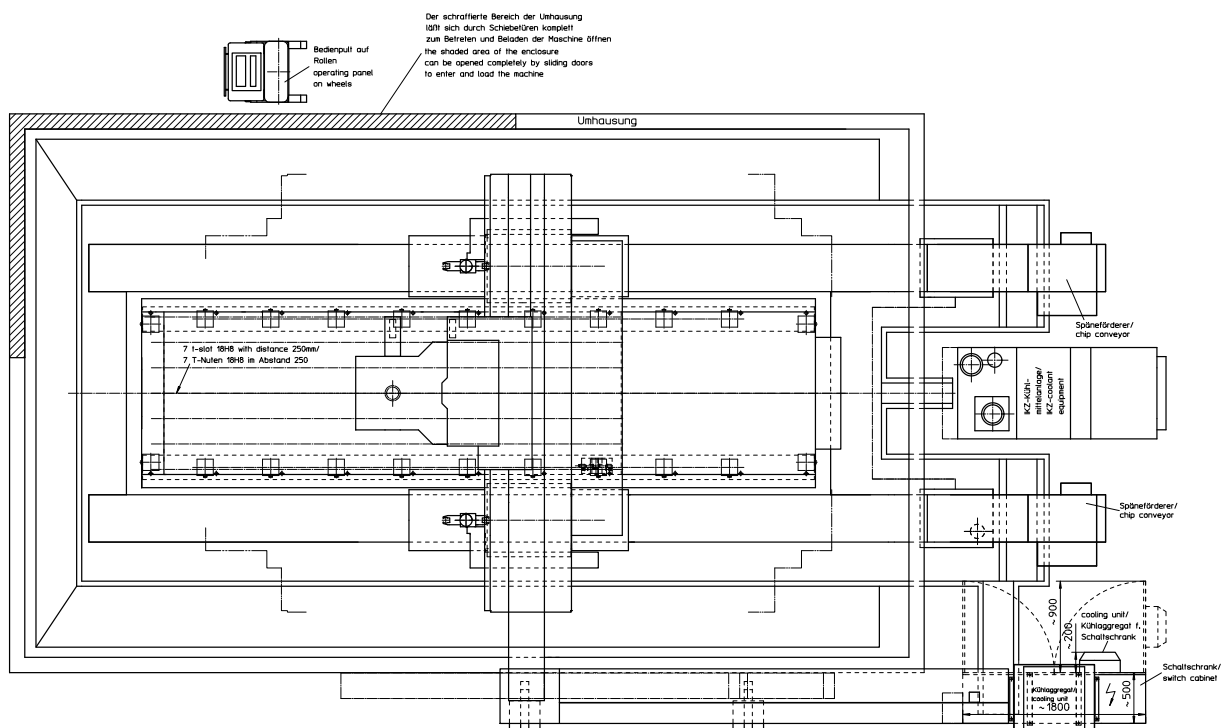 Der schraffierte Bereich der Umhausung
läßt sich durch Schiebetüren komplett
zum Betreten und Beladen der Maschine öffnen
the shaded area of the enclosure
can be opened completely by sliding doors
to enter and load the machine
Bedienpult auf
Rollen
operating panel
on wheels
Umhausung
7 t-slot 18H8 with distance 250mm/
7 T-Nuten 18H8 im Abstand 250
Späneförderer/
chip conveyor
IKZ-Kühl-
mittelanlage/
IKZ-coolant
equipment
Späneförderer/
chip conveyor
~900
~200
cooling unit/
Kühlaggregat f.
Schaltschrank
Schaltschrank/
switch cabinet
Kühlaggregat/
cooling unit
~1800
~500